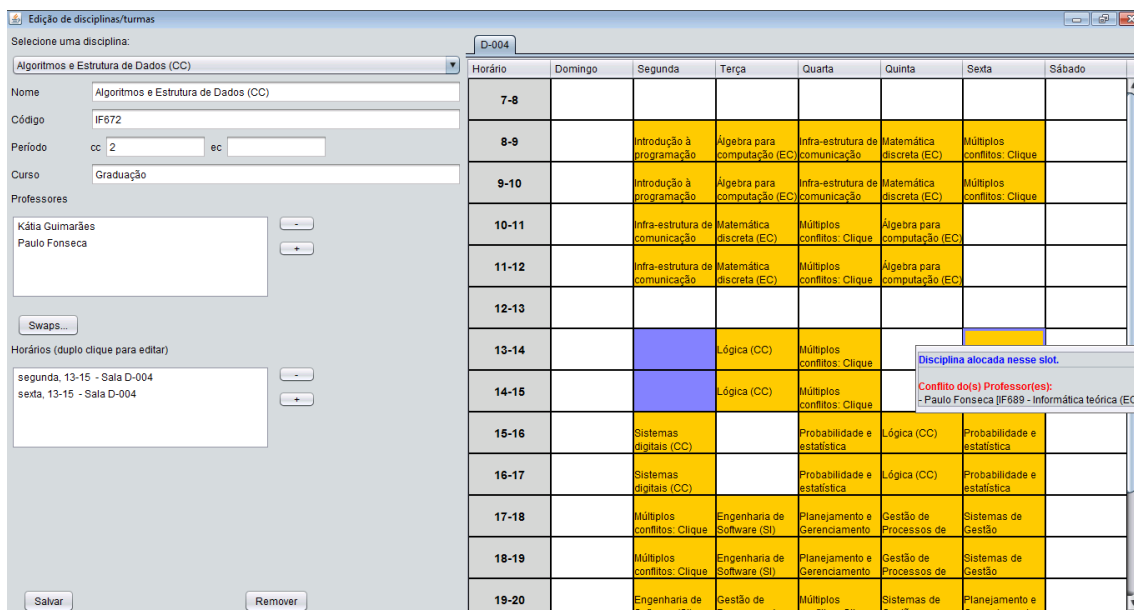 Edição de disciplinas/turmas
Selecione uma disciplina:
Algoritmos e Estrutura de Dados (CC)
Nome Algoritmos e Estrutura de Dados (CC)
Código IF672
Período cc 2 ec
Curso Graduação
Professores
Kátia Guimarães
Paulo Fonseca
-
+
Swaps...
Horários (duplo clique para editar)
segunda, 13-15 - Sala D-004
sexta, 13-15 - Sala D-004
-
+
Salvar Remover
D-004
Horário Domingo Segunda Terça Quarta Quinta Sexta Sábado
7-8
8-9
Introdução à Álgebra para Infra-estrutura de Matemática Múltiplos
programação computação (EC) comunicação discreta (EC) conflitos: Clique
9-10
Introdução à Álgebra para Infra-estrutura de Matemática Múltiplos
programação computação (EC) comunicação discreta (EC) conflitos: Clique
10-11
Infra-estrutura de Matemática Múltiplos Álgebra para
comunicação discreta (EC) conflitos: Clique computação (EC)
11-12
Infra-estrutura de Matemática Múltiplos Álgebra para
comunicação discreta (EC) conflitos: Clique computação (EC)
12-13
13-14
Lógica (CC) Múltiplos
conflitos: Clique
Disciplina alocada nesse slot.
Conflito do(s) Professor(es):
- Paulo Fonseca [IF689 - Informática teórica (EC
14-15
Lógica (CC) Múltiplos
conflitos: Clique
15-16
Sistemas Probabilidade e Lógica (CC) Probabilidade e
digitais (CC) estatística estatística
16-17
Sistemas Probabilidade e Lógica (CC) Probabilidade e
digitais (CC) estatística estatística
17-18
Múltiplos Engenharia de Planejamento e Gestão de Sistemas de
conflitos: Clique Software (SI) Gerenciamento Processos de Gestão
18-19
Múltiplos Engenharia de Planejamento e Gestão de Sistemas de
conflitos: Clique Software (SI) Gerenciamento Processos de Gestão
19-20
Engenharia de Gestão de Múltiplos Sistemas de Planejamento e